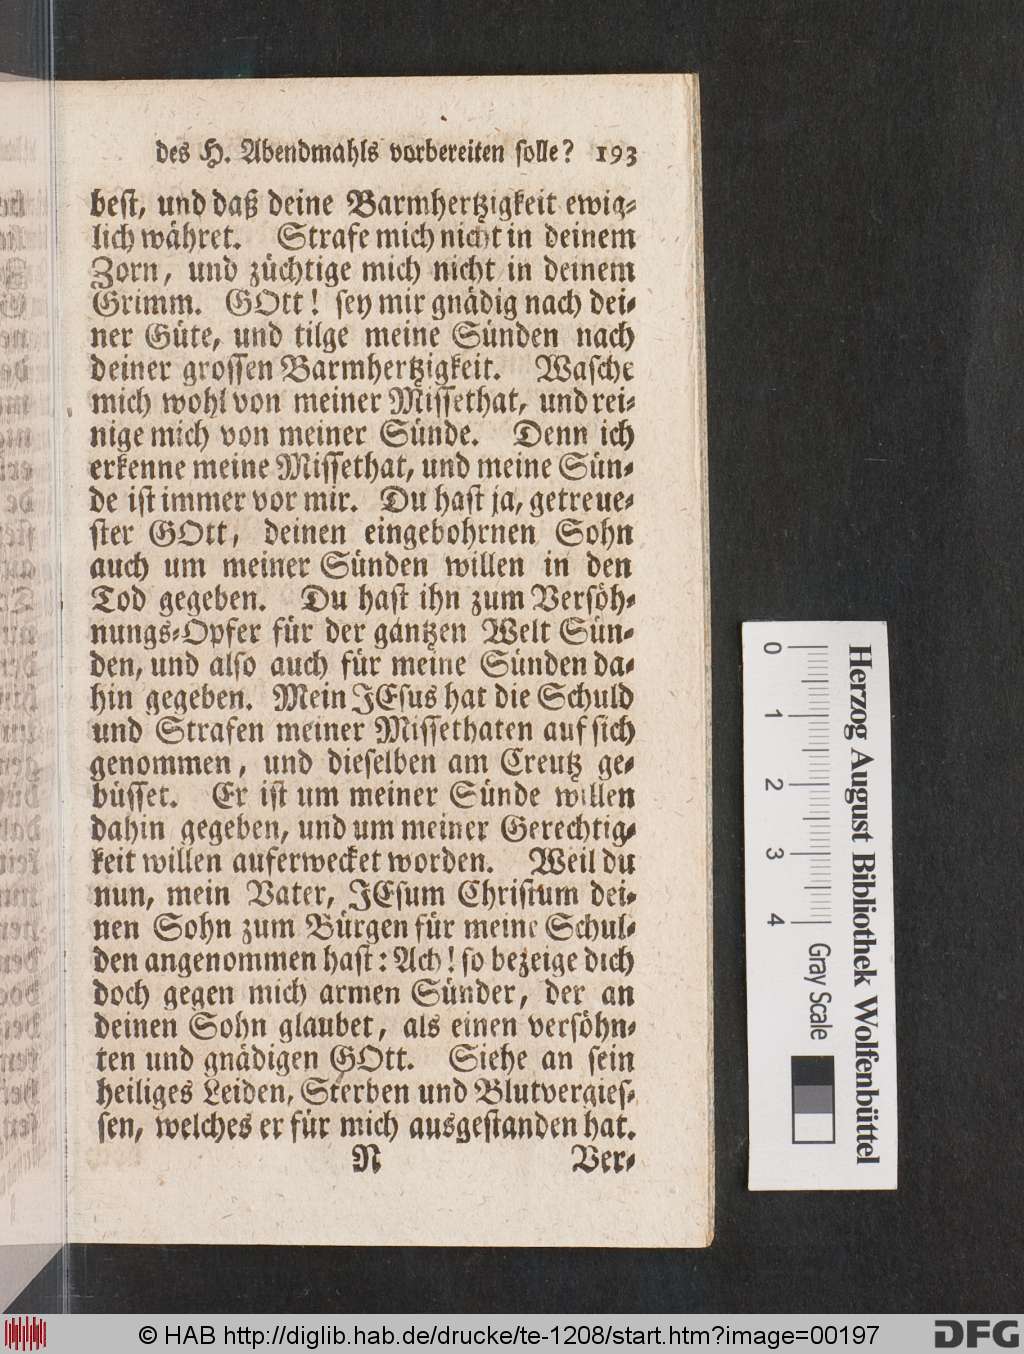 des H. Abendmahls vorbereiten solle? 193
best, und daß deine Barmhertzigkeit ewig-
lich währet. Strafe mich nicht in deinem
Zorn, und züchtige mich nicht in deinem
Grimm. GOtt! sey mir gnädig nach dei-
ner Güte, und tilge meine Sünden nach
deiner grossen Barmhertzigkeit. Wasche
mich wohl von meiner Missethat, und rei-
nige mich von meiner Sünde. Denn ich
erkenne meine Missethat, und meine Sün-
de ist immer vor mir. Du hast ja, getreue-
ster GOtt, deinen eingebohrnen Sohn
auch um meiner Sünden willen in den
Tod gegeben. Du hast ihn zum Versöh-
nungs-Opfer für der gantzen Welt Sün-
den, und also auch für meine Sünden da-
hin gegeben. Mein JEsus hat die Schuld
und Strafen meiner Missethaten auf sich
genommen, und dieselben am Creutz ge-
büsset. Er ist um meiner Sünde willen
dahin gegeben, und um meiner Gerechtig-
keit willen auferwecket worden. Weil du
nun, mein Vater, JEsum Christum dei-
nen Sohn zum Bürgen für meine Schul-
den angenommen hast: Ach! so bezeige dich
doch gegen mich armen Sünder, der an
deinen Sohn glaubet, als einen versöhn-
ten und gnädigen GOtt. Siehe an sein
heiliges Leiden, Sterben und Blutvergies-
sen, welches er für mich ausgestanden hat.
N Ver-
Herzog August Bibliothek Wolfenbüttel
0 1 2 3 4 Gray Scale
© HAB http://diglib.hab.de/drucke/te-1208/start.htm?image=00197
DFG